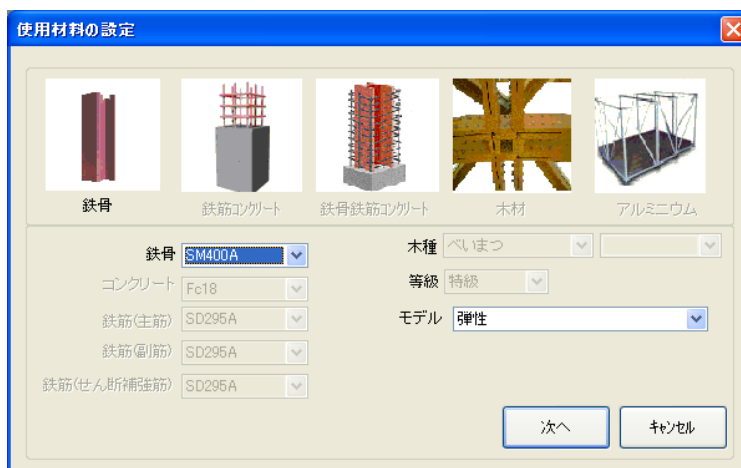 使用材料の設定
鉄骨
鉄筋コンクリート
鉄骨鉄筋コンクリート
木材
アルミニウム
鉄骨 SM400A
コンクリート Fc18
鉄筋(主筋) SD295A
鉄筋(副筋) SD295A
鉄筋(せん断補強筋) SD295A
木種 べいまつ
等級 特級
モデル 弾性
次へ
キャンセル